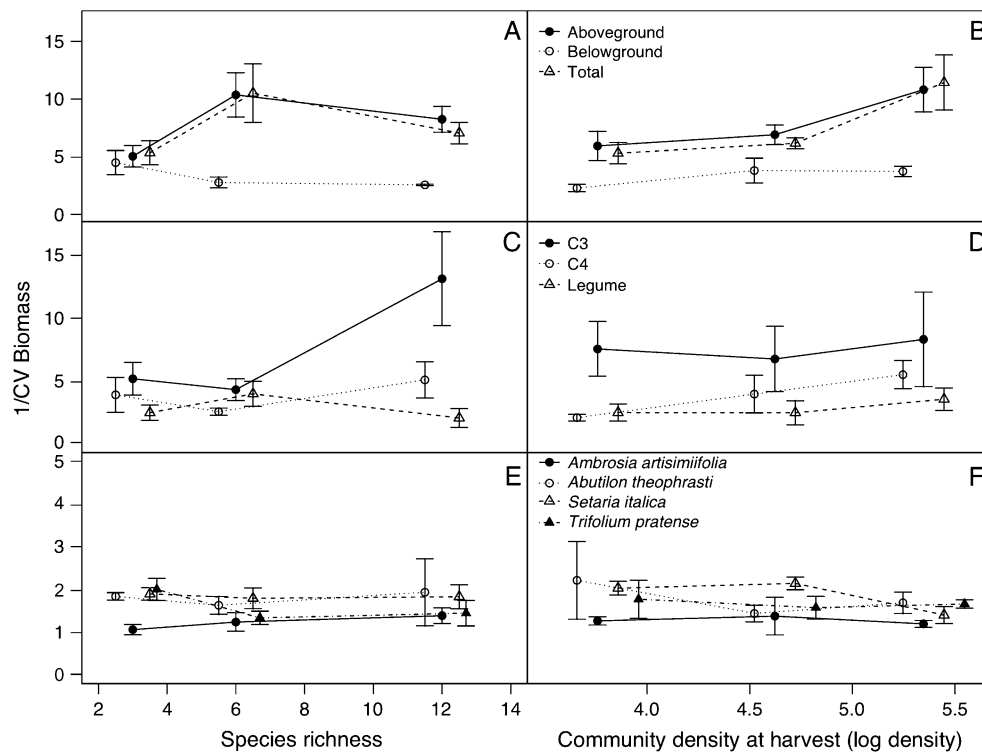 A
B
Aboveground
Belowground
Total
15
10
5
0
C
D
C3
C4
Legume
15
10
5
0
1/CV Biomass
E
F
Ambrosia artisimiifolia
Abutilon theophrasti
Setaria italica
Trifolium pratense
5
4
3
2
1
0
2 4 6 8 10 12 14
4.0 4.5 5.0 5.5
Species richness
Community density at harvest (log density)